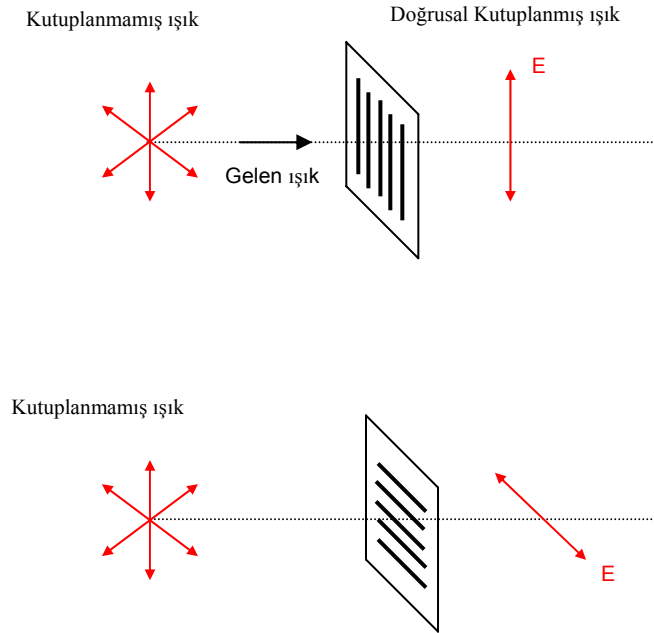 Kutuplanmamış ışık
Doğrusal Kutuplanmış ışık
E
Gelen ışık
Kutuplanmamış ışık
E